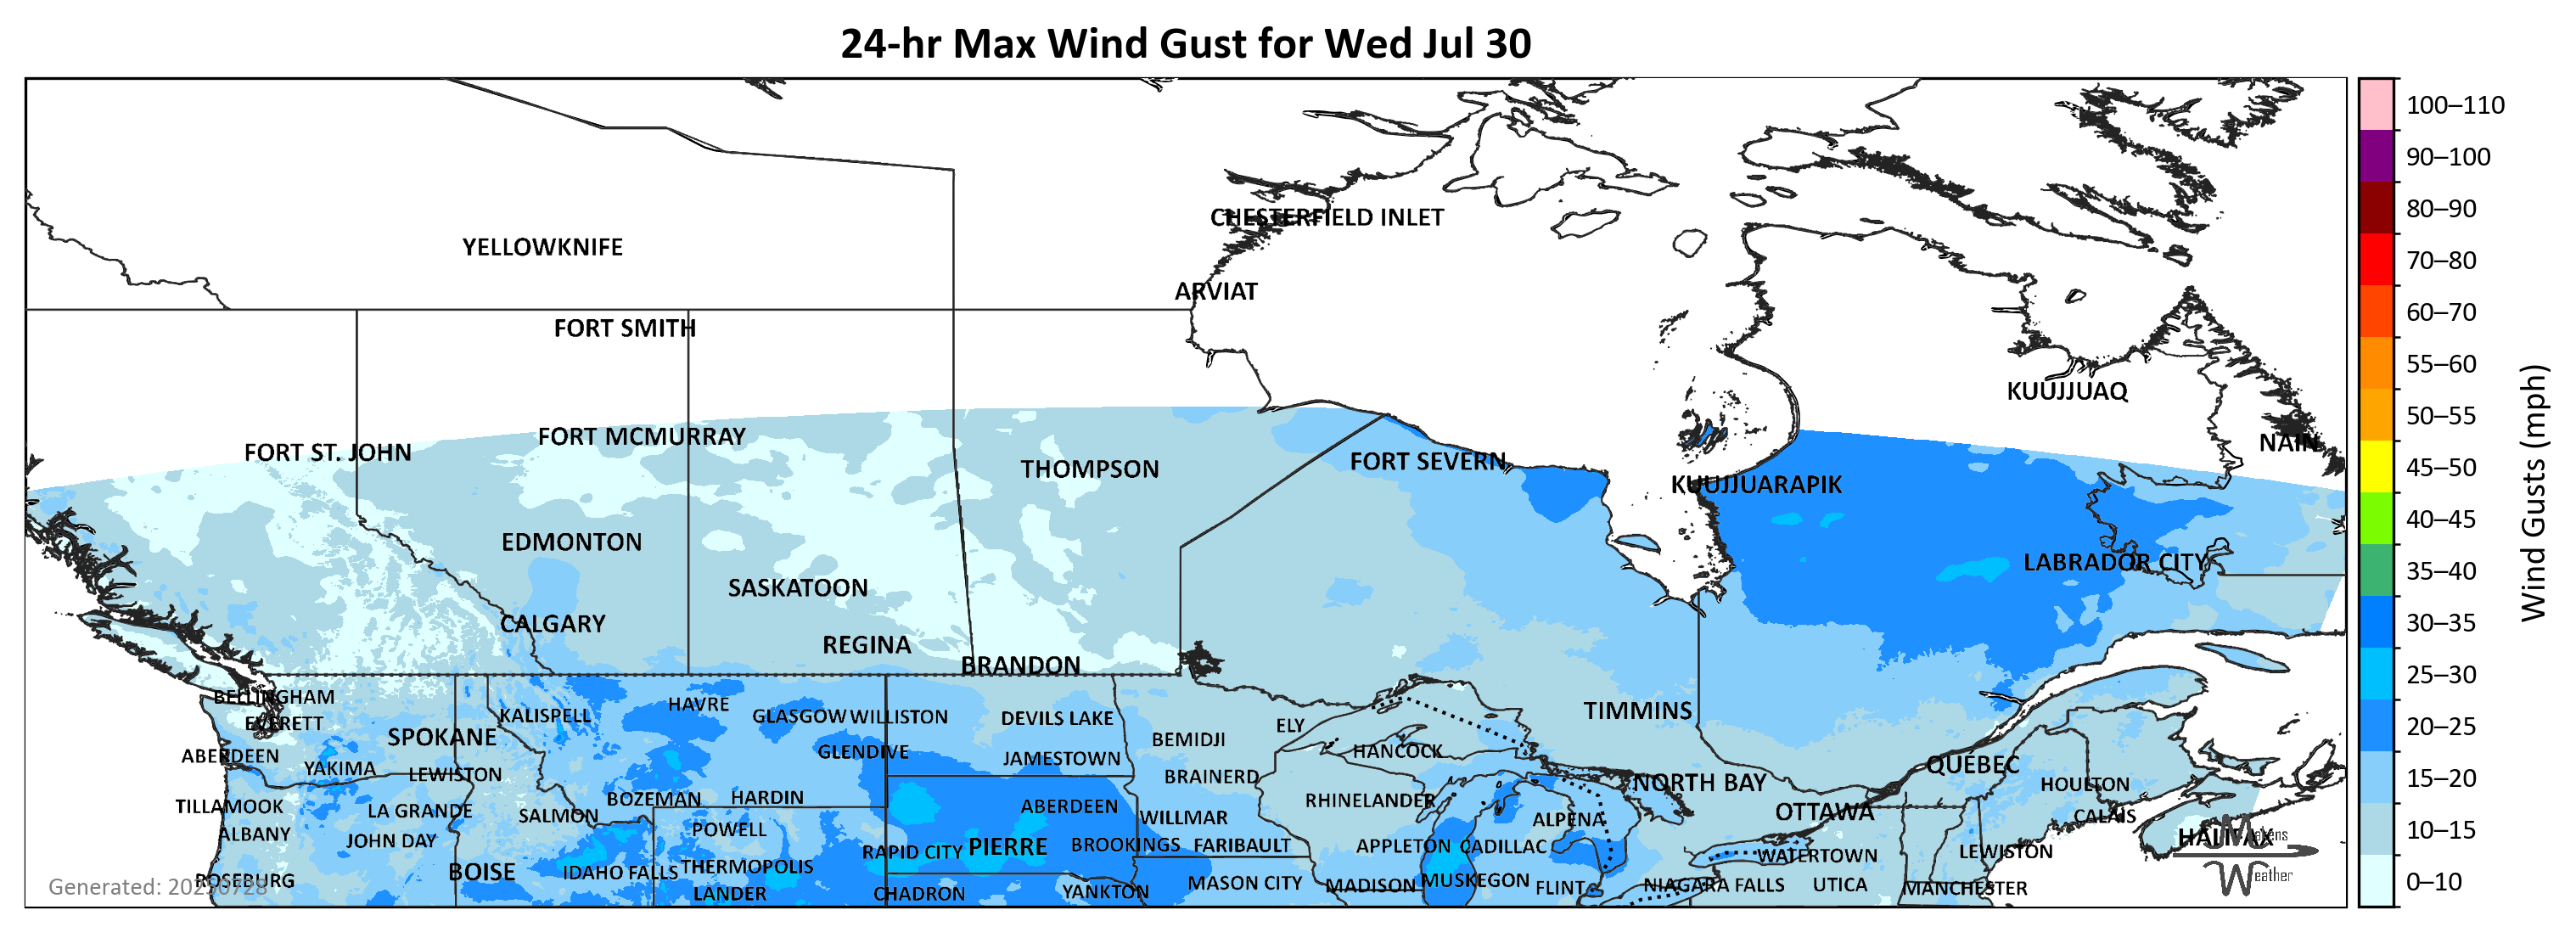 24-hr Max Wind Gust for Wed Jul 30
100–110
90–100
80–90
70–80
60–70
55–60
50–55
45–50
40–45
35–40
30–35
25–30
20–25
15–20
10–15
0–10
Wind Gusts (mph)
CHESTERFIELD INLET
YELLOWKNIFE
ARVIAT
FORT SMITH
KUUJJUAQ
FORT MCMURRAY
NAIN
FORT ST. JOHN
FORT SEVERN
THOMPSON
KUUJJUARAPIK
EDMONTON
LABRADOR CITY
SASKATOON
CALGARY
REGINA
BRANDON
BELLINGHAM
HAVRE
TIMMINS
KALISPELL
GLASGOW
WILLISTON
DEVILS LAKE
EVERETT
ELY
SPOKANE
BEMIDJI
GLENDIVE
HANCOCK
ABERDEEN
JAMESTOWN
QUÉBEC
YAKIMA
LEWISTON
BRAINERD
NORTH BAY
HOULTON
BOZEMAN
HARDIN
RHINELANDER
TILLAMOOK
LA GRANDE
ABERDEEN
OTTAWA
SALMON
WILLMAR
ALPENA
CALAIS
ALBANY
POWELL
HALIFAX
Makens
JOHN DAY
RAPID CITY
PIERRE
BROOKINGS
FARIBAULT
APPLETON
CADILLAC
WATERTOWN
LEWISTON
BOISE
IDAHO FALLS
THERMOPOLIS
Weather
ROSEBURG
MASON CITY
MADISON
MUSKEGON
FLINT
NIAGARA FALLS
UTICA
MANCHESTER
LANDER
CHADRON
YANKTON
Generated: 20250728